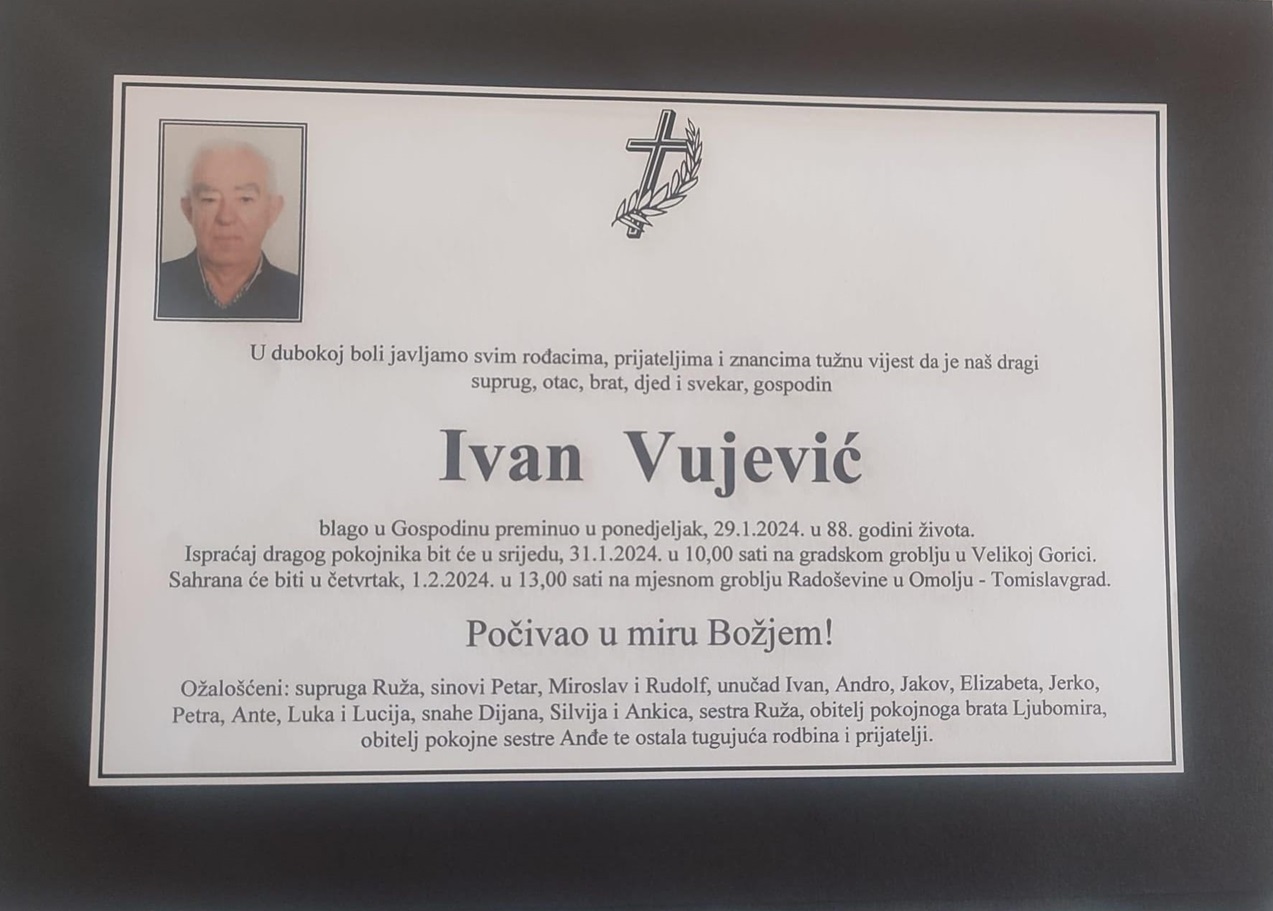 U dubokoj boli javljamo svim rođacima, prijateljima i znancima tužnu vijest da je naš dragi
suprug, otac, brat, djed i svekar, gospodin
Ivan Vujević
blago u Gospodinu preminuo u ponedjeljak, 29.1.2024. u 88. godini života.
Ispraćaj dragog pokojnika bit će u srijedu, 31.1.2024. u 10,00 sati na gradskom groblju u Velikoj Gorici.
Sahrana će biti u četvrtak, 1.2.2024. u 13,00 sati na mjesnom groblju Radoševine u Omolju - Tomislavgrad.
Počivao u miru Božjem!
Ožalošćeni: supruga Ruža, sinovi Petar, Miroslav i Rudolf, unučad Ivan, Andro, Jakov, Elizabeta, Jerko,
Petra, Ante, Luka i Lucija, snahe Dijana, Silvija i Ankica, sestra Ruža, obitelj pokojnoga brata Ljubomira,
obitelj pokojne sestre Anđe te ostala tugujuća rodbina i prijatelji.